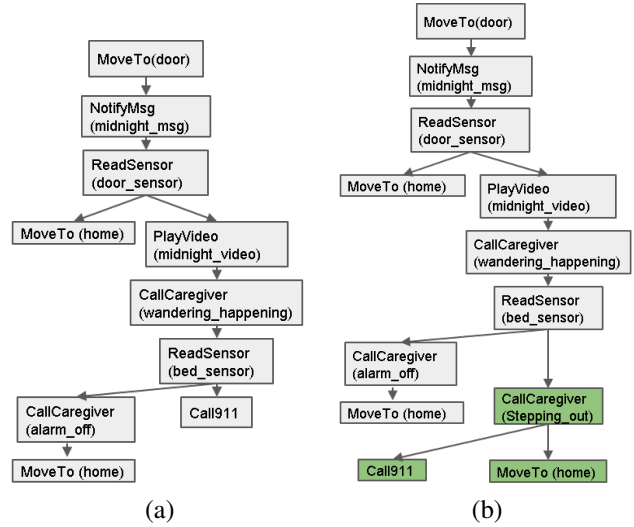 MoveTo(door)
NotifyMsg
(midnight_msg)
ReadSensor
(door_sensor)
MoveTo (home)
PlayVideo
(midnight_video)
CallCaregiver
(wandering_happening)
ReadSensor
(bed_sensor)
CallCaregiver
(alarm_off)
Call911
MoveTo (home)
(a)
MoveTo(door)
NotifyMsg
(midnight_msg)
ReadSensor
(door_sensor)
MoveTo (home)
PlayVideo
(midnight_video)
CallCaregiver
(wandering_happening)
ReadSensor
(bed_sensor)
CallCaregiver
(alarm_off)
MoveTo (home)
CallCaregiver
(Stepping_out)
Call911
MoveTo (home)
(b)